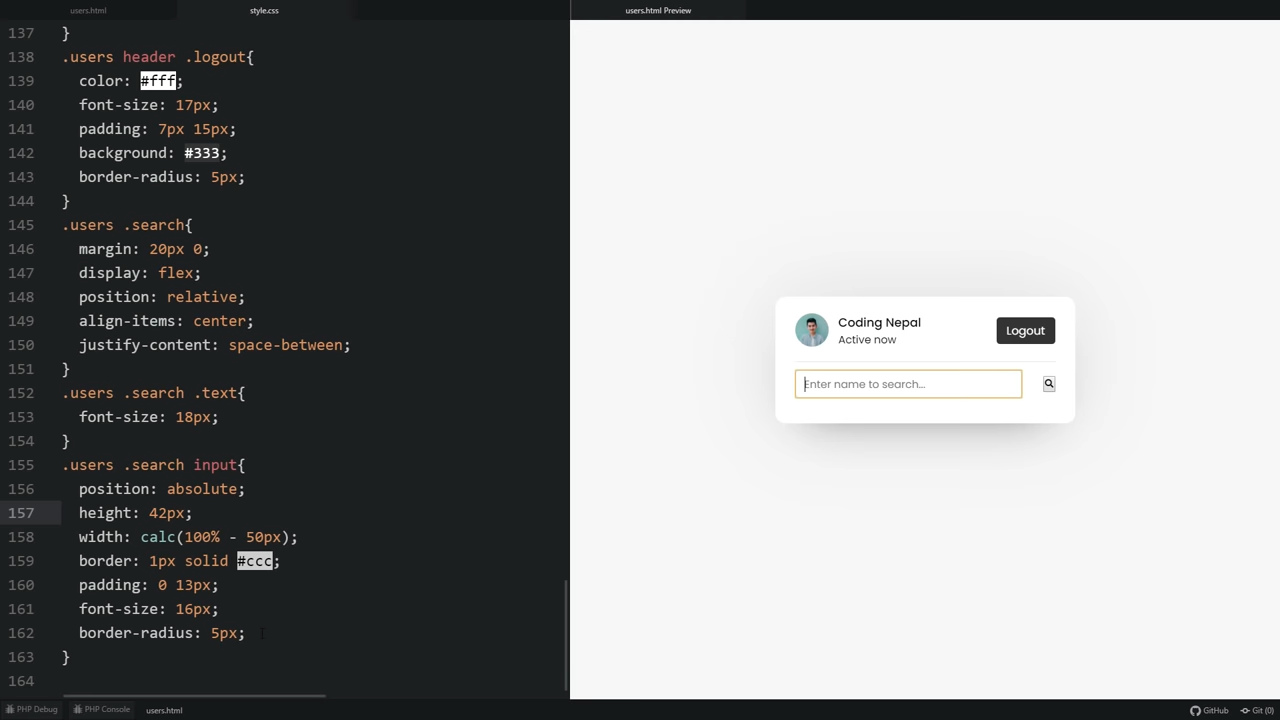 users.html
style.css
users.html Preview
137 }
138 .users header .logout{
139 color: #fff;
140 font-size: 17px;
141 padding: 7px 15px;
142 background: #333;
143 border-radius: 5px;
144 }
145 .users .search{
146 margin: 20px 0;
147 display: flex;
148 position: relative;
149 align-items: center;
150 justify-content: space-between;
151 }
152 .users .search .text{
153 font-size: 18px;
154 }
155 .users .search input{
156 position: absolute;
157 height: 42px;
158 width: calc(100% - 50px);
159 border: 1px solid #ccc;
160 padding: 0 13px;
161 font-size: 16px;
162 border-radius: 5px;
163 }
164
Coding Nepal
Active now
Logout
Enter name to search...
PHP Debug
PHP Console
users.html
GitHub
Git (0)